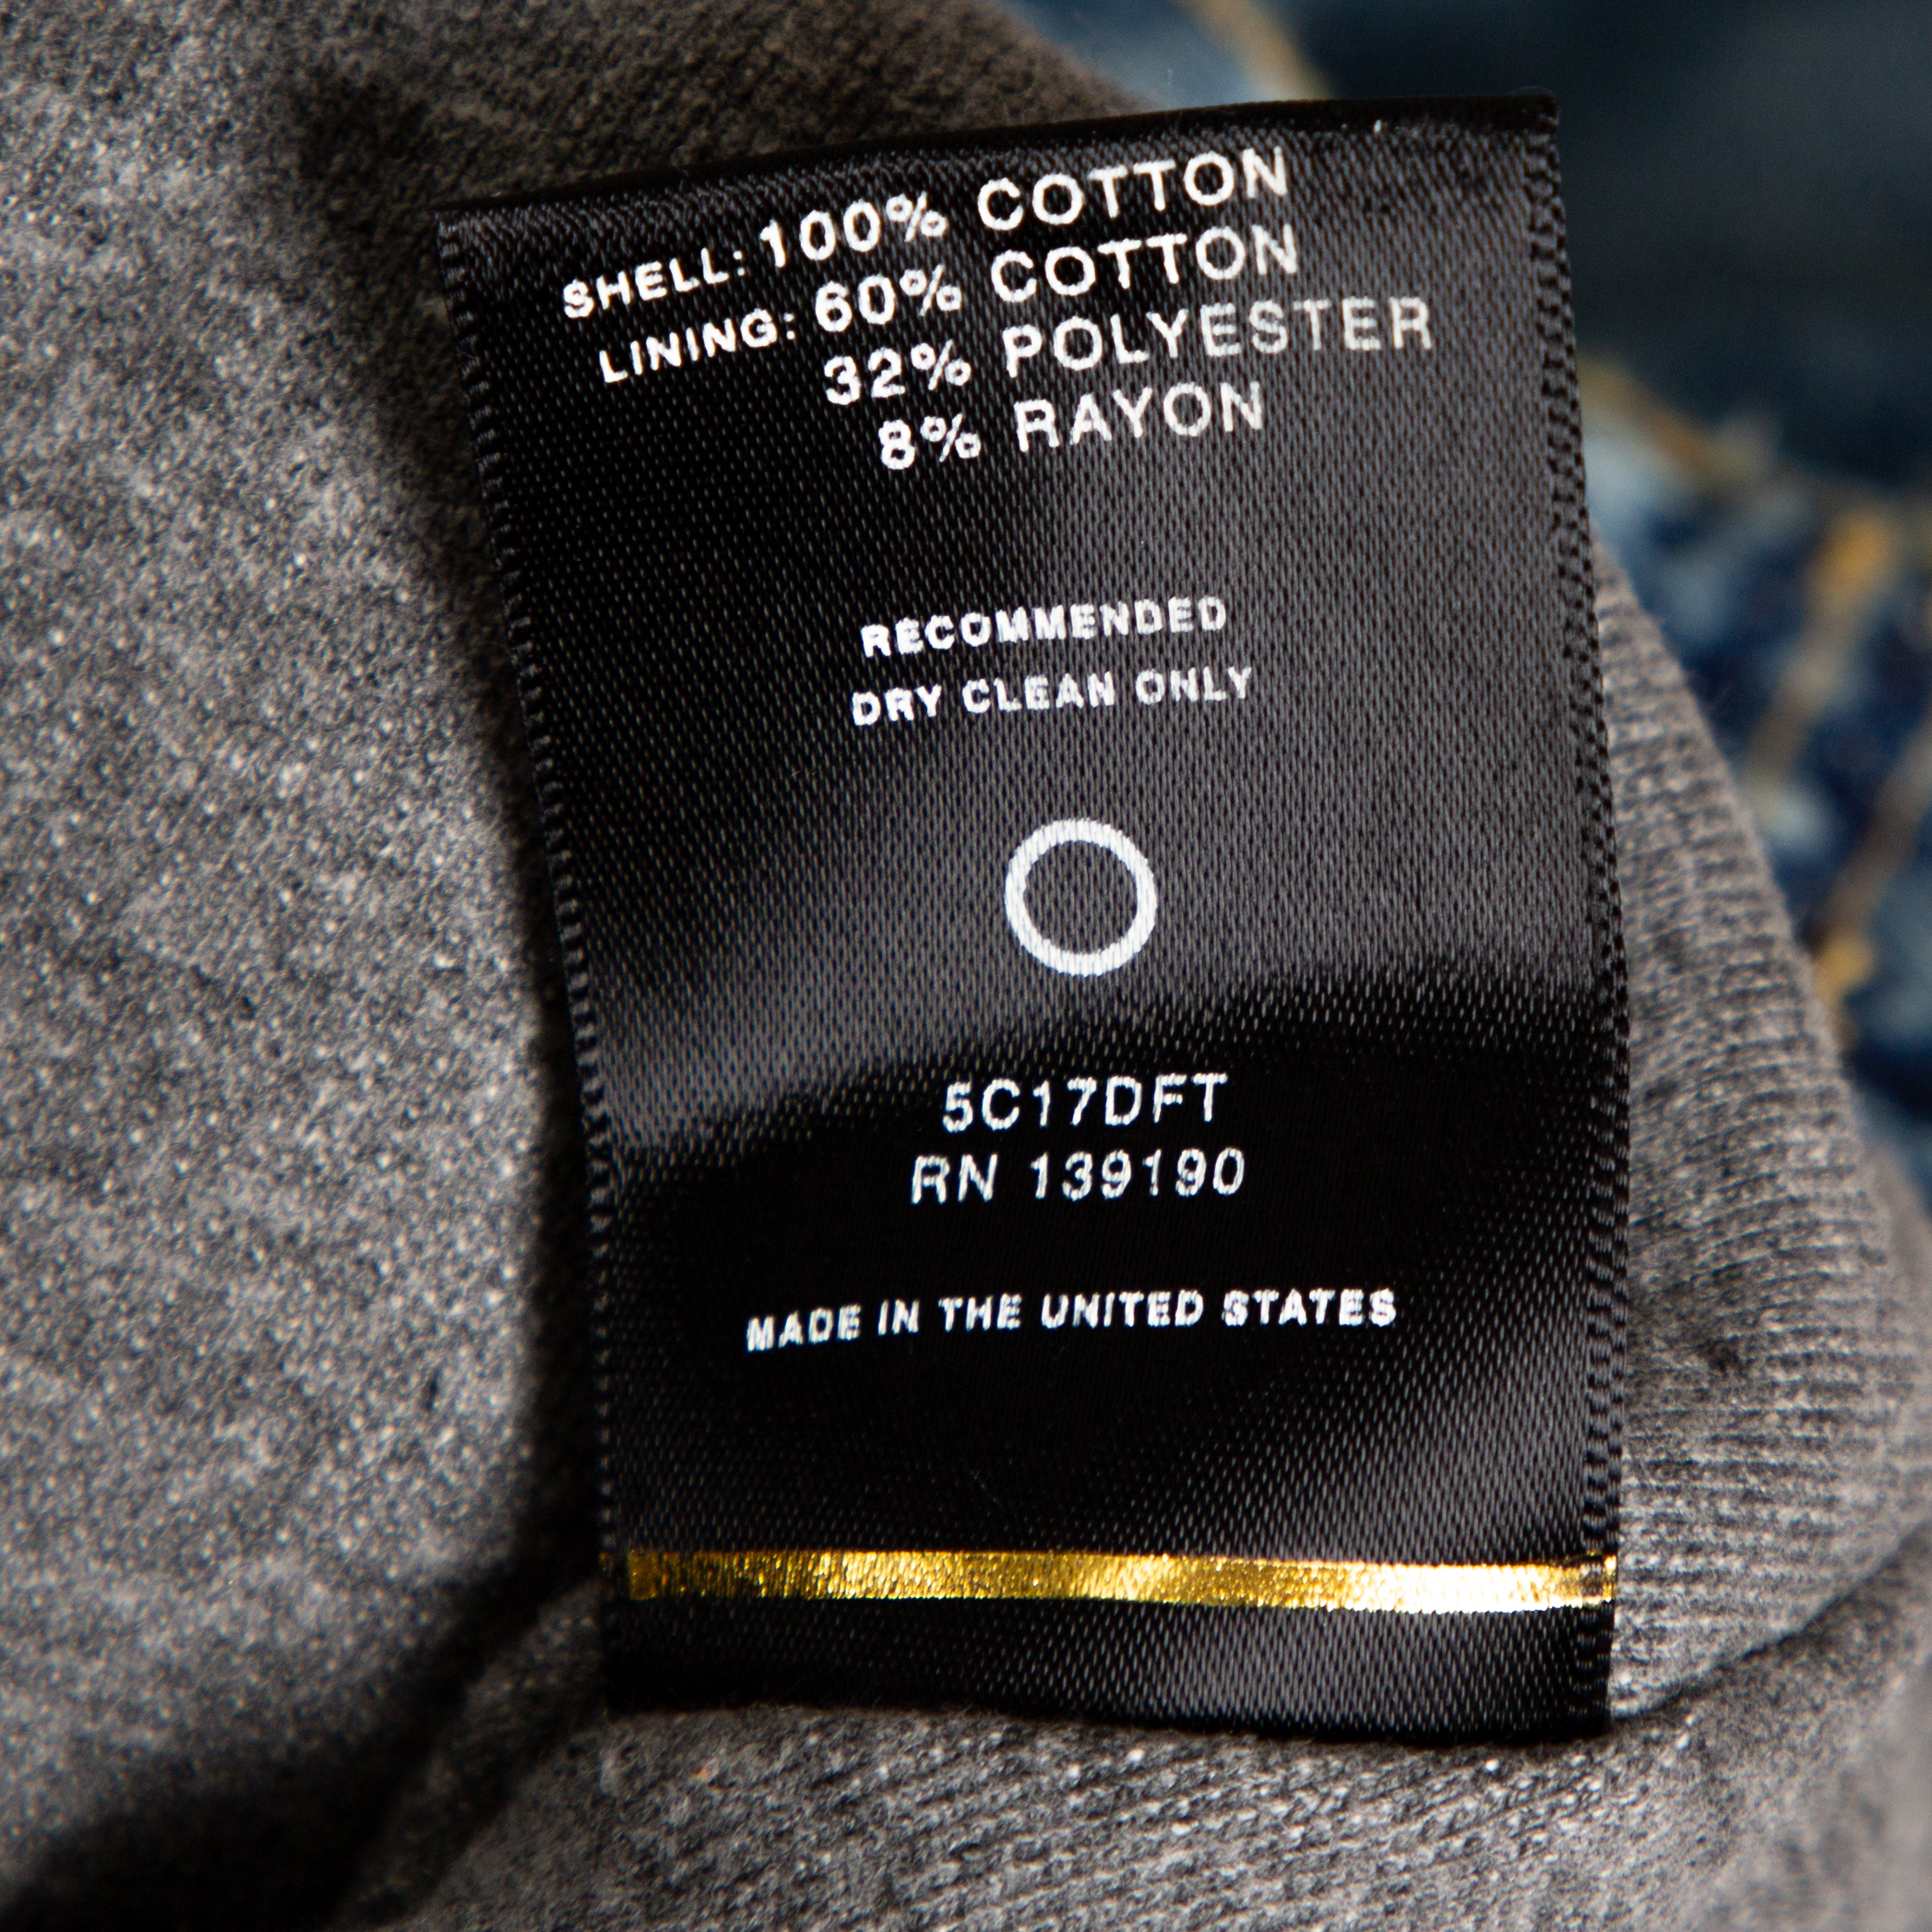 SHELL: 100% COTTON
LINING: 60% COTTON
32% POLYESTER
8% RAYON
RECOMMENDED
DRY CLEAN ONLY
5C17DFT
RN 139190
MADE IN THE UNITED STATES